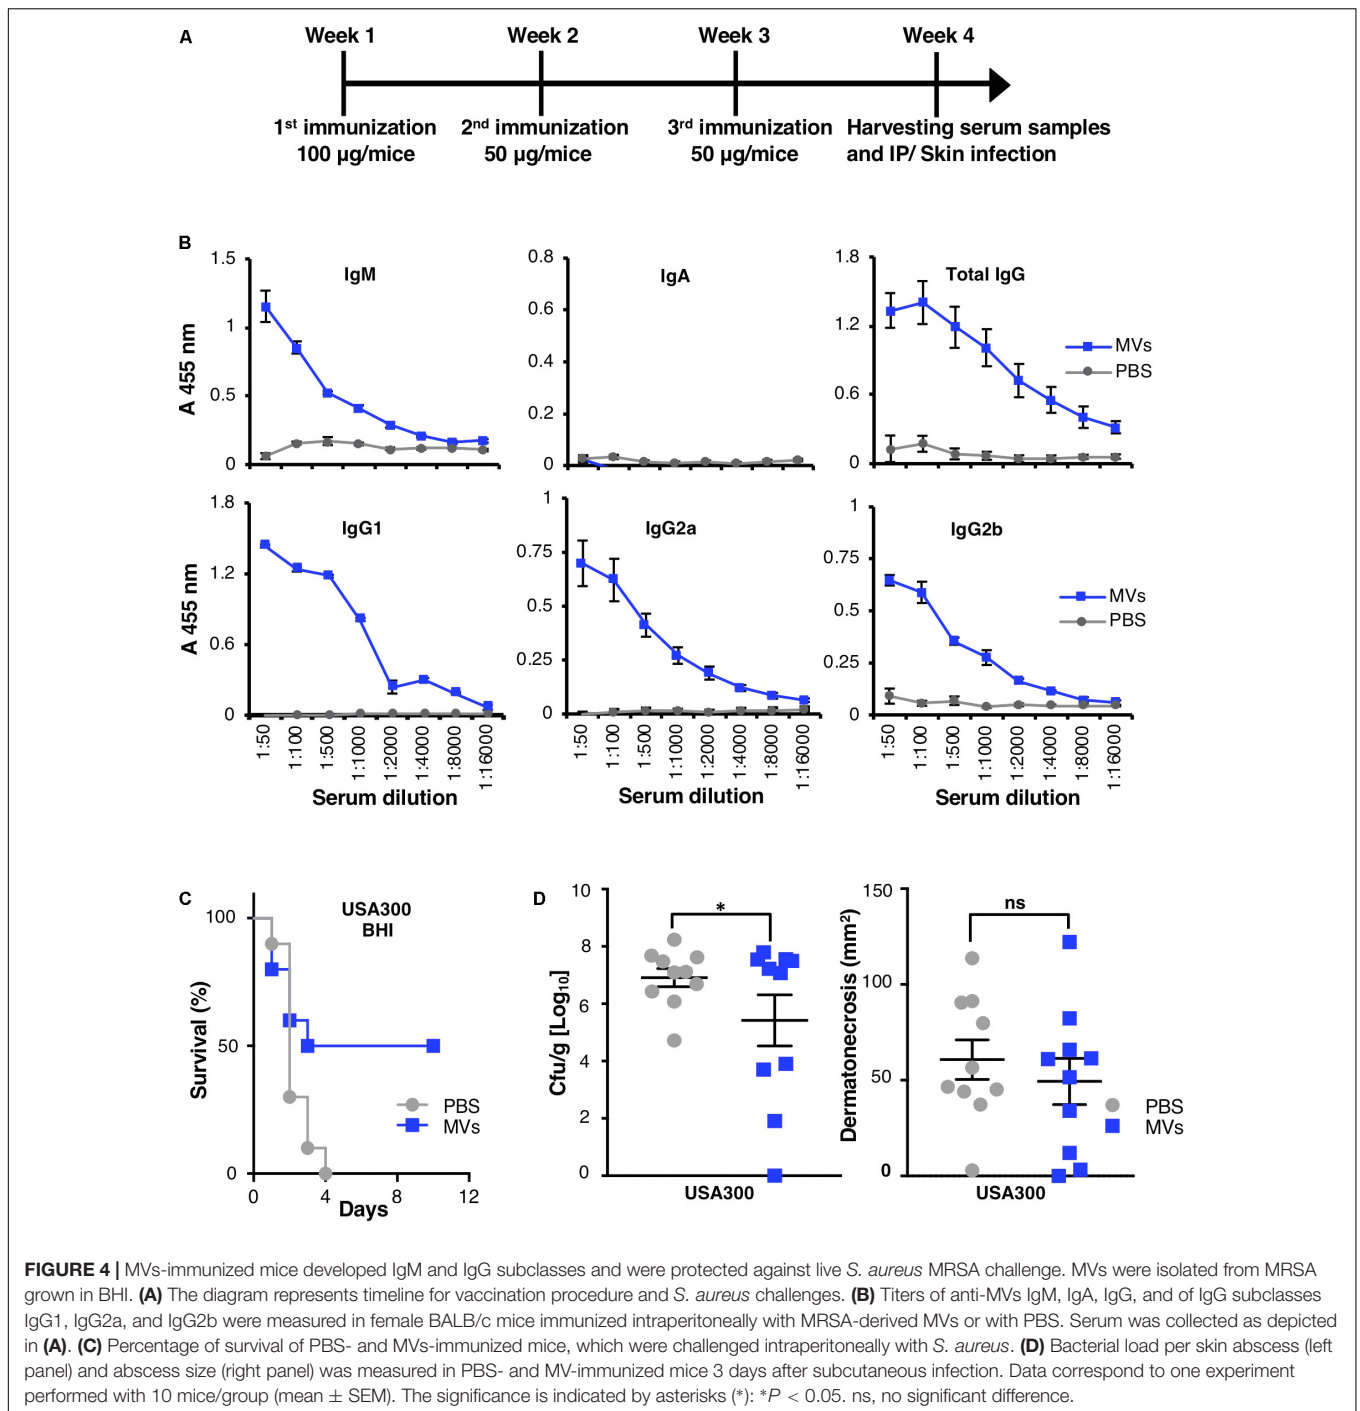 A
Week 1 Week 2 Week 3 Week 4
1st immunization 2nd immunization 3rd immunization Harvesting serum samples
100 µg/mice 50 µg/mice 50 µg/mice and IP/ Skin infection
B
IgM
A 455 nm
1.5
1
0.5
0
IgA
0.8
0.6
0.4
0.2
0
Total IgG
1.8
1.2
0.6
0
MVs
PBS
IgG1
A 455 nm
1.8
1.2
0.6
0
1:50 1:100 1:500 1:1000 1:2000 1:4000 1:8000 1:16000
Serum dilution
IgG2a
1
0.75
0.5
0.25
0
1:50 1:100 1:500 1:1000 1:2000 1:4000 1:8000 1:16000
Serum dilution
IgG2b
1
0.75
0.5
0.25
0
MVs
PBS
1:50 1:100 1:500 1:1000 1:2000 1:4000 1:8000 1:16000
Serum dilution
C
USA300
BHI
Survival (%)
100
50
0
PBS
MVs
0 4 8 12
Days
D
Cfu/g [Log10]
10
8
6
4
2
0
*
USA300
Dermatonecrosis (mm²)
150
100
50
0
ns
PBS
MVs
USA300
FIGURE 4 | MVs-immunized mice developed IgM and IgG subclasses and were protected against live S. aureus MRSA challenge. MVs were isolated from MRSA
grown in BHI. (A) The diagram represents timeline for vaccination procedure and S. aureus challenges. (B) Titers of anti-MVs IgM, IgA, IgG, and of IgG subclasses
IgG1, IgG2a, and IgG2b were measured in female BALB/c mice immunized intraperitoneally with MRSA-derived MVs or with PBS. Serum was collected as depicted
in (A). (C) Percentage of survival of PBS- and MVs-immunized mice, which were challenged intraperitoneally with S. aureus. (D) Bacterial load per skin abscess (left
panel) and abscess size (right panel) was measured in PBS- and MV-immunized mice 3 days after subcutaneous infection. Data correspond to one experiment
performed with 10 mice/group (mean ± SEM). The significance is indicated by asterisks (*): *P < 0.05. ns, no significant difference.